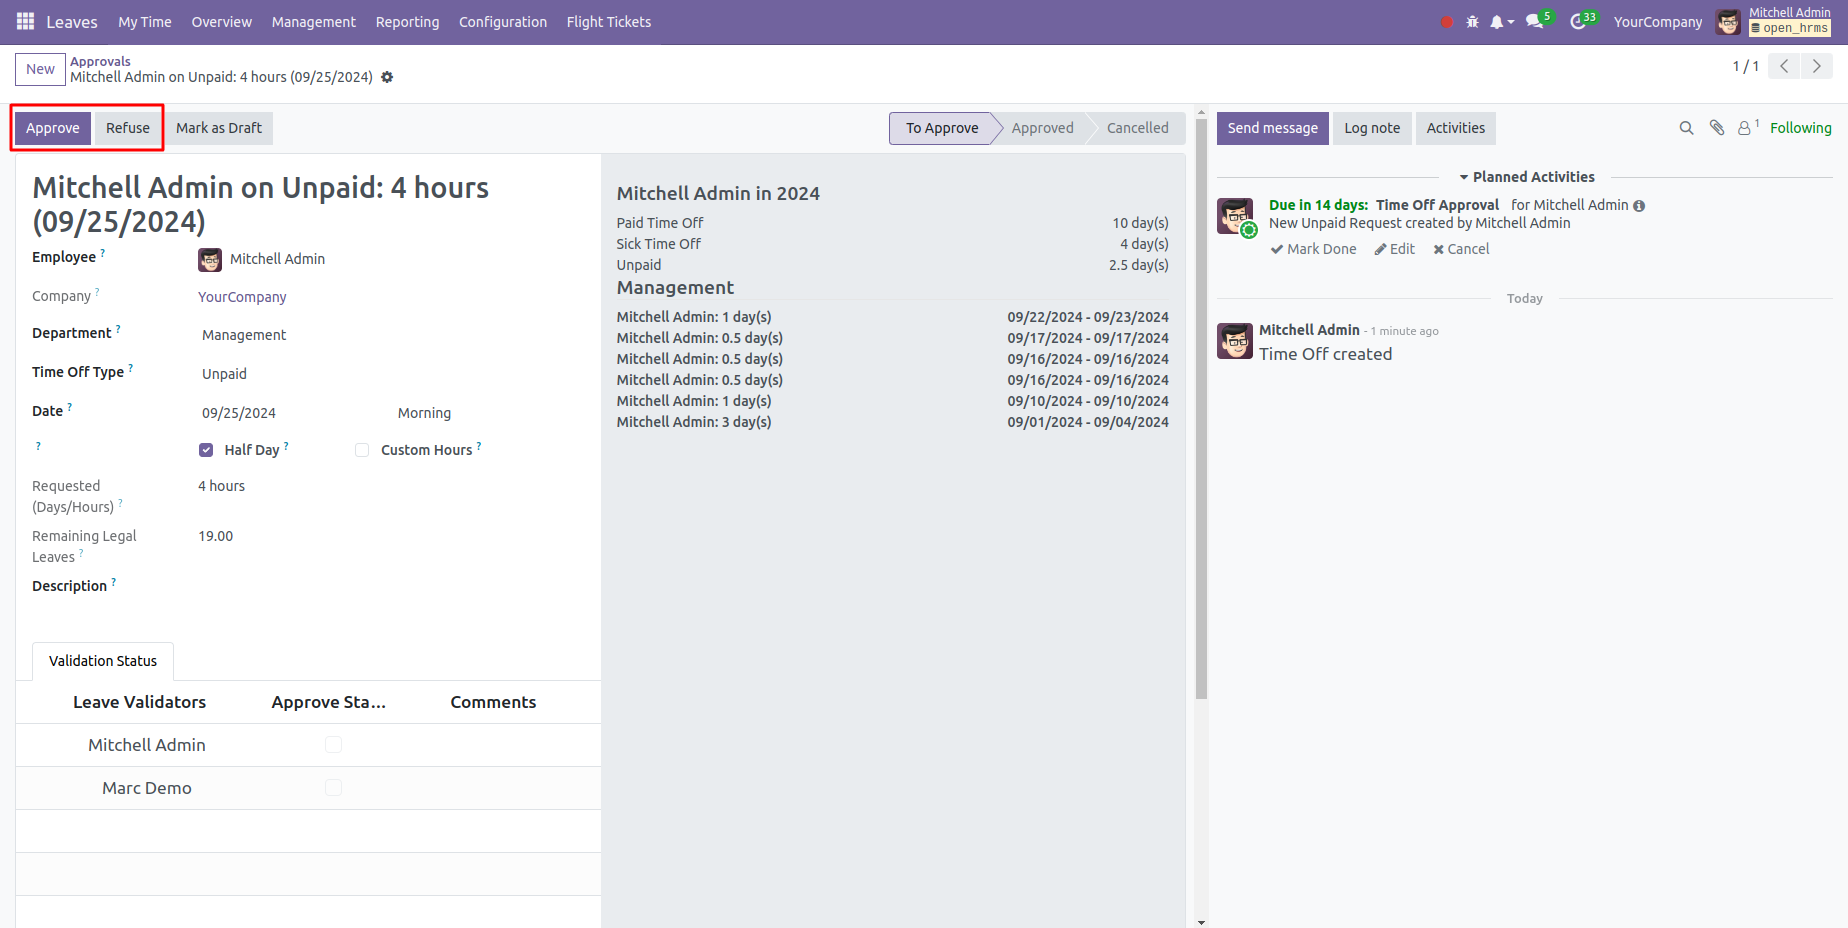 Leaves My Time Overview Management Reporting Configuration Flight Tickets 5 33 YourCompany Mitchell Admin
open_hrms
New Approvals
Mitchell Admin on Unpaid: 4 hours (09/25/2024)
1 / 1
Approve Refuse Mark as Draft To Approve Approved Cancelled
Mitchell Admin on Unpaid: 4 hours
(09/25/2024)
Employee ? Mitchell Admin
Company ? YourCompany
Department ? Management
Time Off Type ? Unpaid
Date ? 09/25/2024 Morning
? Half Day ? Custom Hours ?
Requested
(Days/Hours) ? 4 hours
Remaining Legal
Leaves ? 19.00
Description ?
Validation Status
Leave Validators Approve Sta... Comments
Mitchell Admin
Marc Demo
Mitchell Admin in 2024
Paid Time Off 10 day(s)
Sick Time Off 4 day(s)
Unpaid 2.5 day(s)
Management
Mitchell Admin: 1 day(s) 09/22/2024 - 09/23/2024
Mitchell Admin: 0.5 day(s) 09/17/2024 - 09/17/2024
Mitchell Admin: 0.5 day(s) 09/16/2024 - 09/16/2024
Mitchell Admin: 0.5 day(s) 09/16/2024 - 09/16/2024
Mitchell Admin: 1 day(s) 09/10/2024 - 09/10/2024
Mitchell Admin: 3 day(s) 09/01/2024 - 09/04/2024
Send message Log note Activities 1 Following
Planned Activities
Due in 14 days: Time Off Approval for Mitchell Admin
New Unpaid Request created by Mitchell Admin
Mark Done Edit Cancel
Today
Mitchell Admin - 1 minute ago
Time Off created